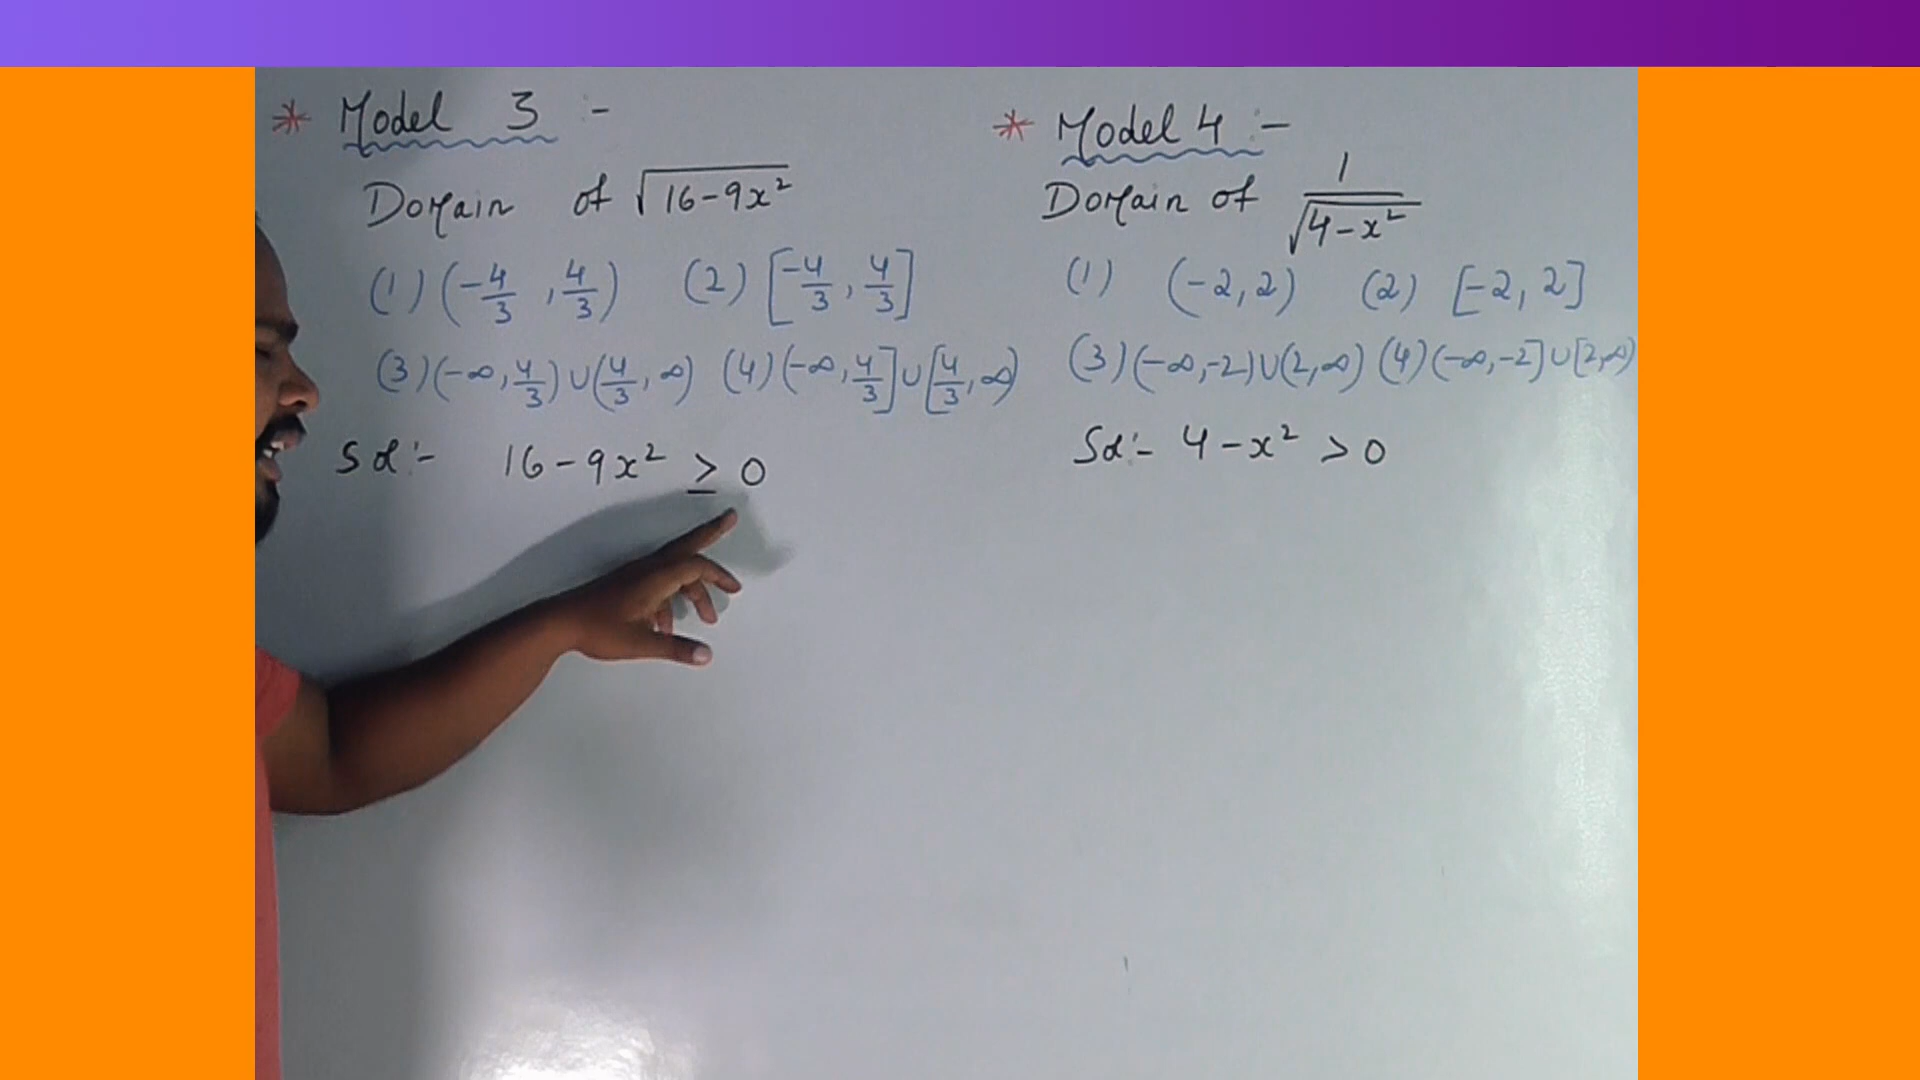 * Model 3 :-
Domain of √(16-9x²)
(1) (-4/3, 4/3) (2) [-4/3, 4/3]
(3) (-∞, 4/3) ∪ (4/3, ∞) (4) (-∞, 4/3] ∪ [4/3, ∞)
Sol:- 16-9x² ≥ 0
* Model 4 :-
Domain of 1/√(4-x²)
(1) (-2,2) (2) [-2, 2]
(3) (-∞,-2)∪(2,∞) (4) (-∞,-2]∪[2,∞)
Sol:- 4-x² > 0